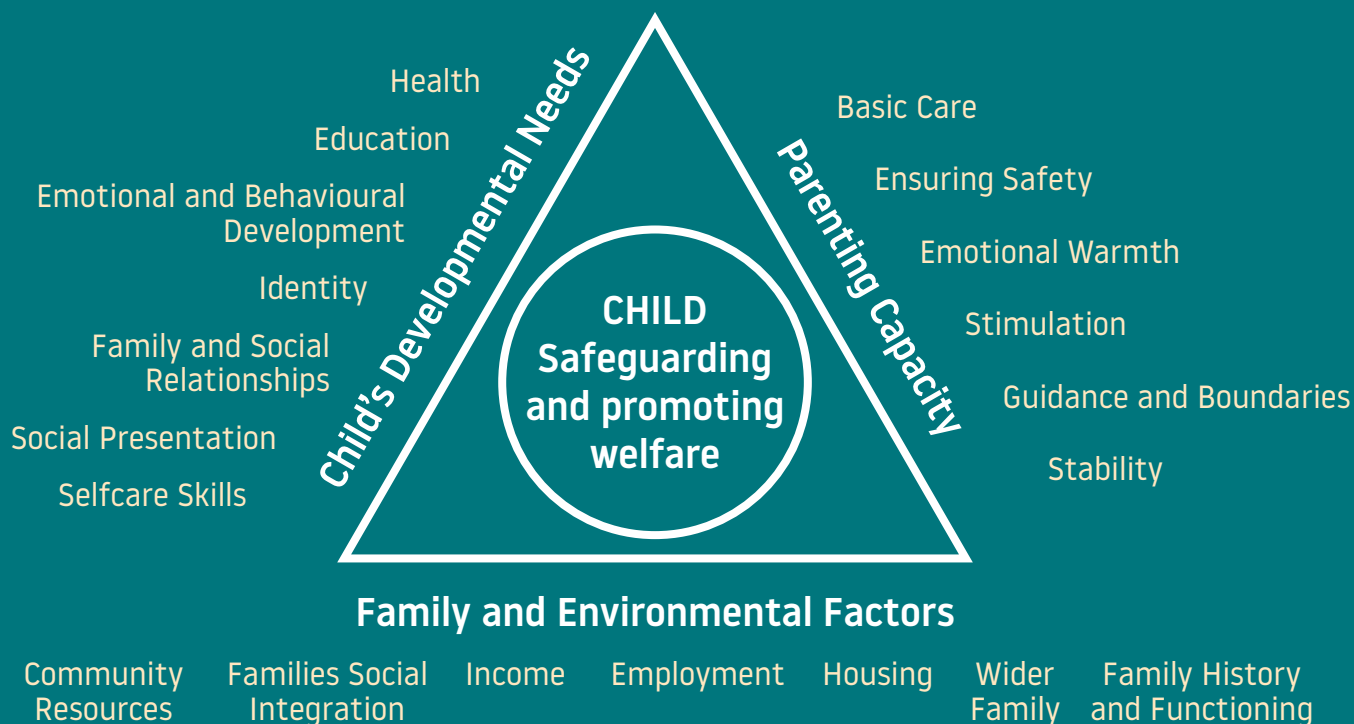 Health
Education
Emotional and Behavioural
Development
Identity
Family and Social
Relationships
Social Presentation
Selfcare Skills
Child's Developmental Needs
CHILD
Safeguarding
and promoting
welfare
Parenting Capacity
Basic Care
Ensuring Safety
Emotional Warmth
Stimulation
Guidance and Boundaries
Stability
Family and Environmental Factors
Community
Resources
Families Social
Integration
Income
Employment
Housing
Wider
Family
Family History
and Functioning